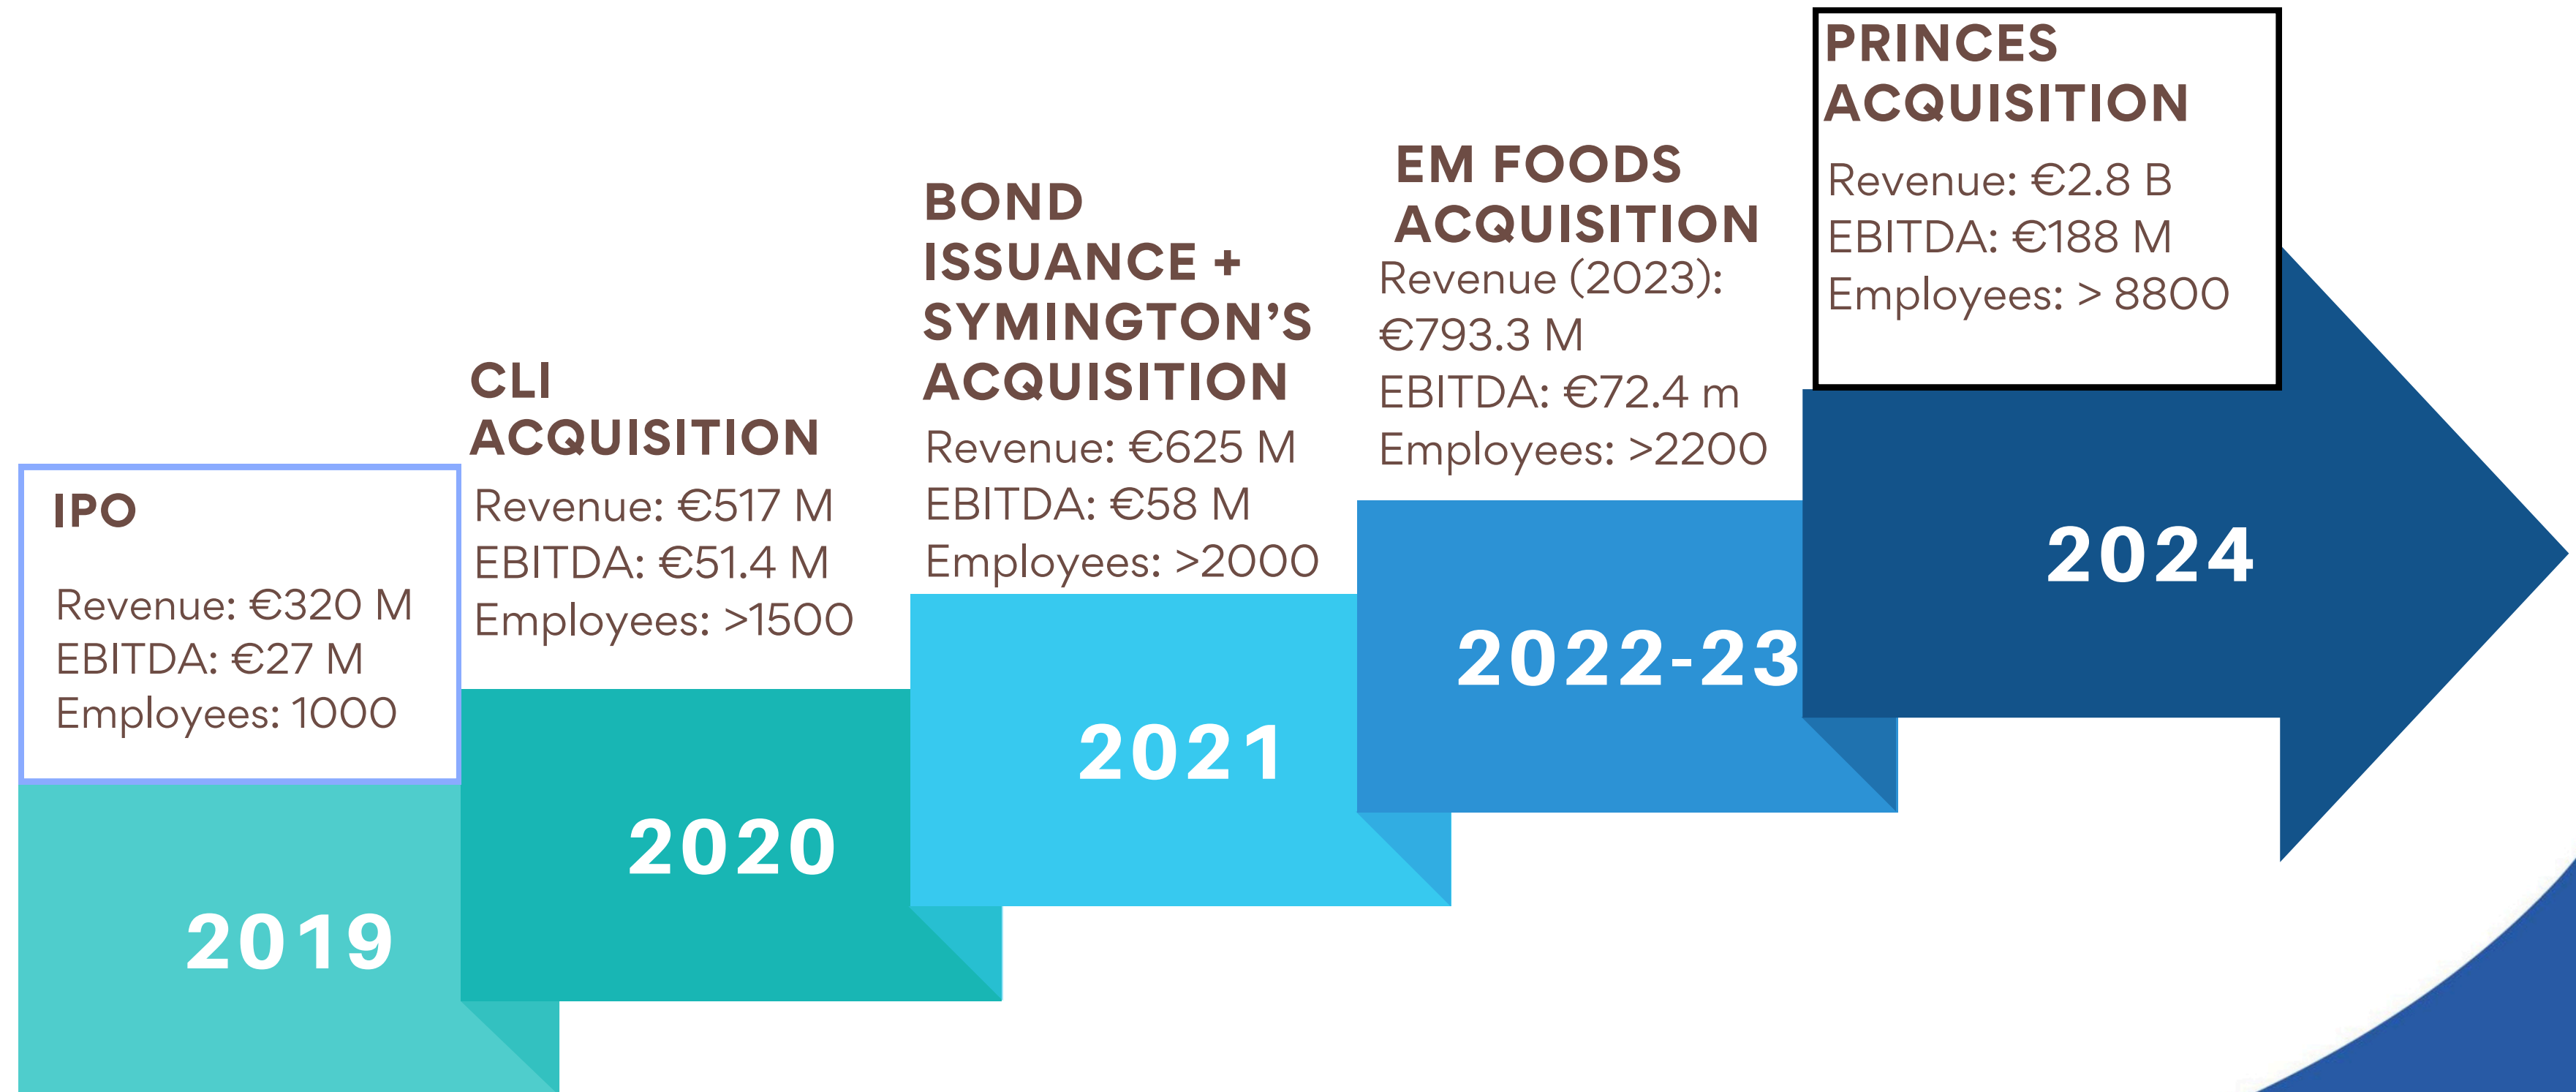 IPO
Revenue: €320 M
EBITDA: €27 M
Employees: 1000
2019
CLI
ACQUISITION
Revenue: €517 M
EBITDA: €51.4 M
Employees: >1500
2020
BOND
ISSUANCE +
SYMINGTON’S
ACQUISITION
Revenue: €625 M
EBITDA: €58 M
Employees: >2000
2021
EM FOODS
ACQUISITION
Revenue (2023):
€793.3 M
EBITDA: €72.4 m
Employees: >2200
2022-23
PRINCES
ACQUISITION
Revenue: €2.8 B
EBITDA: €188 M
Employees: > 8800
2024